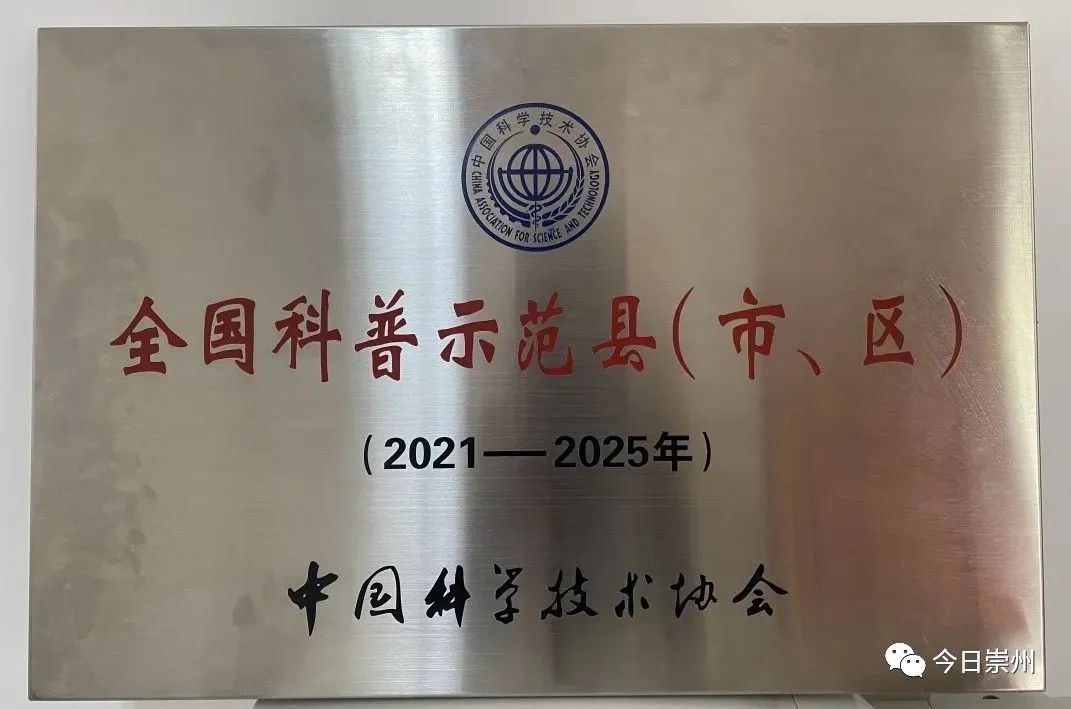 中国科学技术协会
CHINA ASSOCIATION FOR SCIENCE AND TECHNOLOGY
全国科普示范县(市、区)
(2021——2025年)
中国科学技术协会
今日崇州